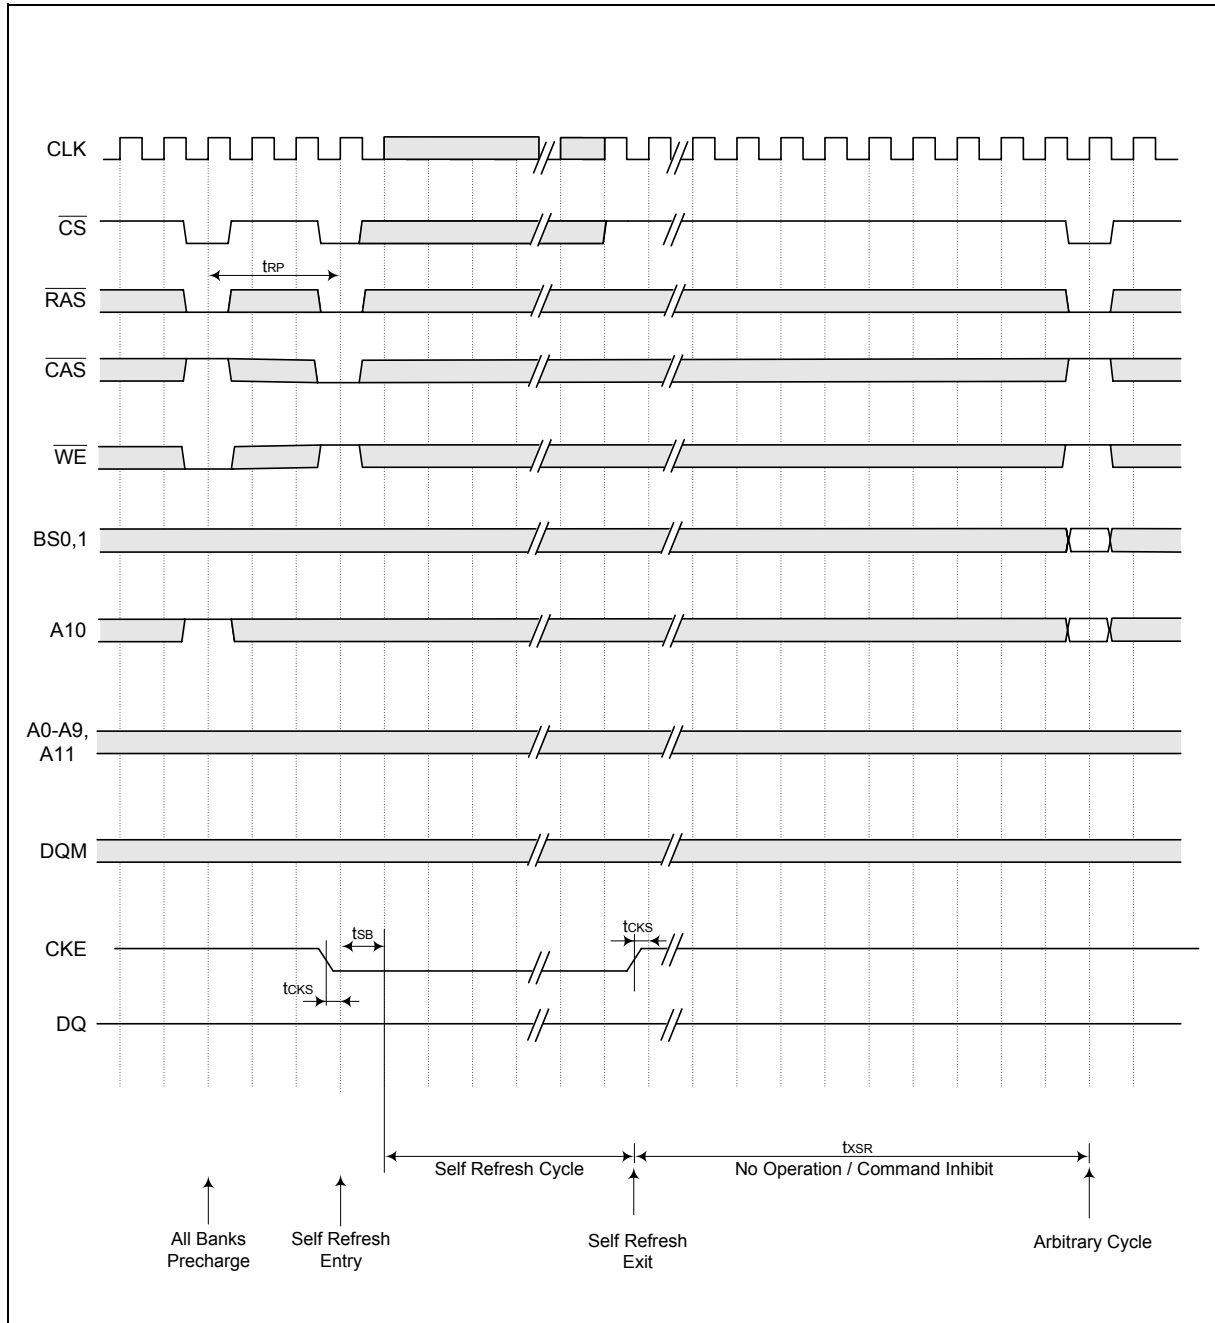 CLK
CS
tRP
RAS
CAS
WE
BS0,1
A10
A0-A9,
A11
DQM
tSB
tCKS
CKE
tCKS
DQ
tXSR
Self Refresh Cycle
No Operation / Command Inhibit
All Banks
Precharge
Self Refresh
Entry
Self Refresh
Exit
Arbitrary Cycle